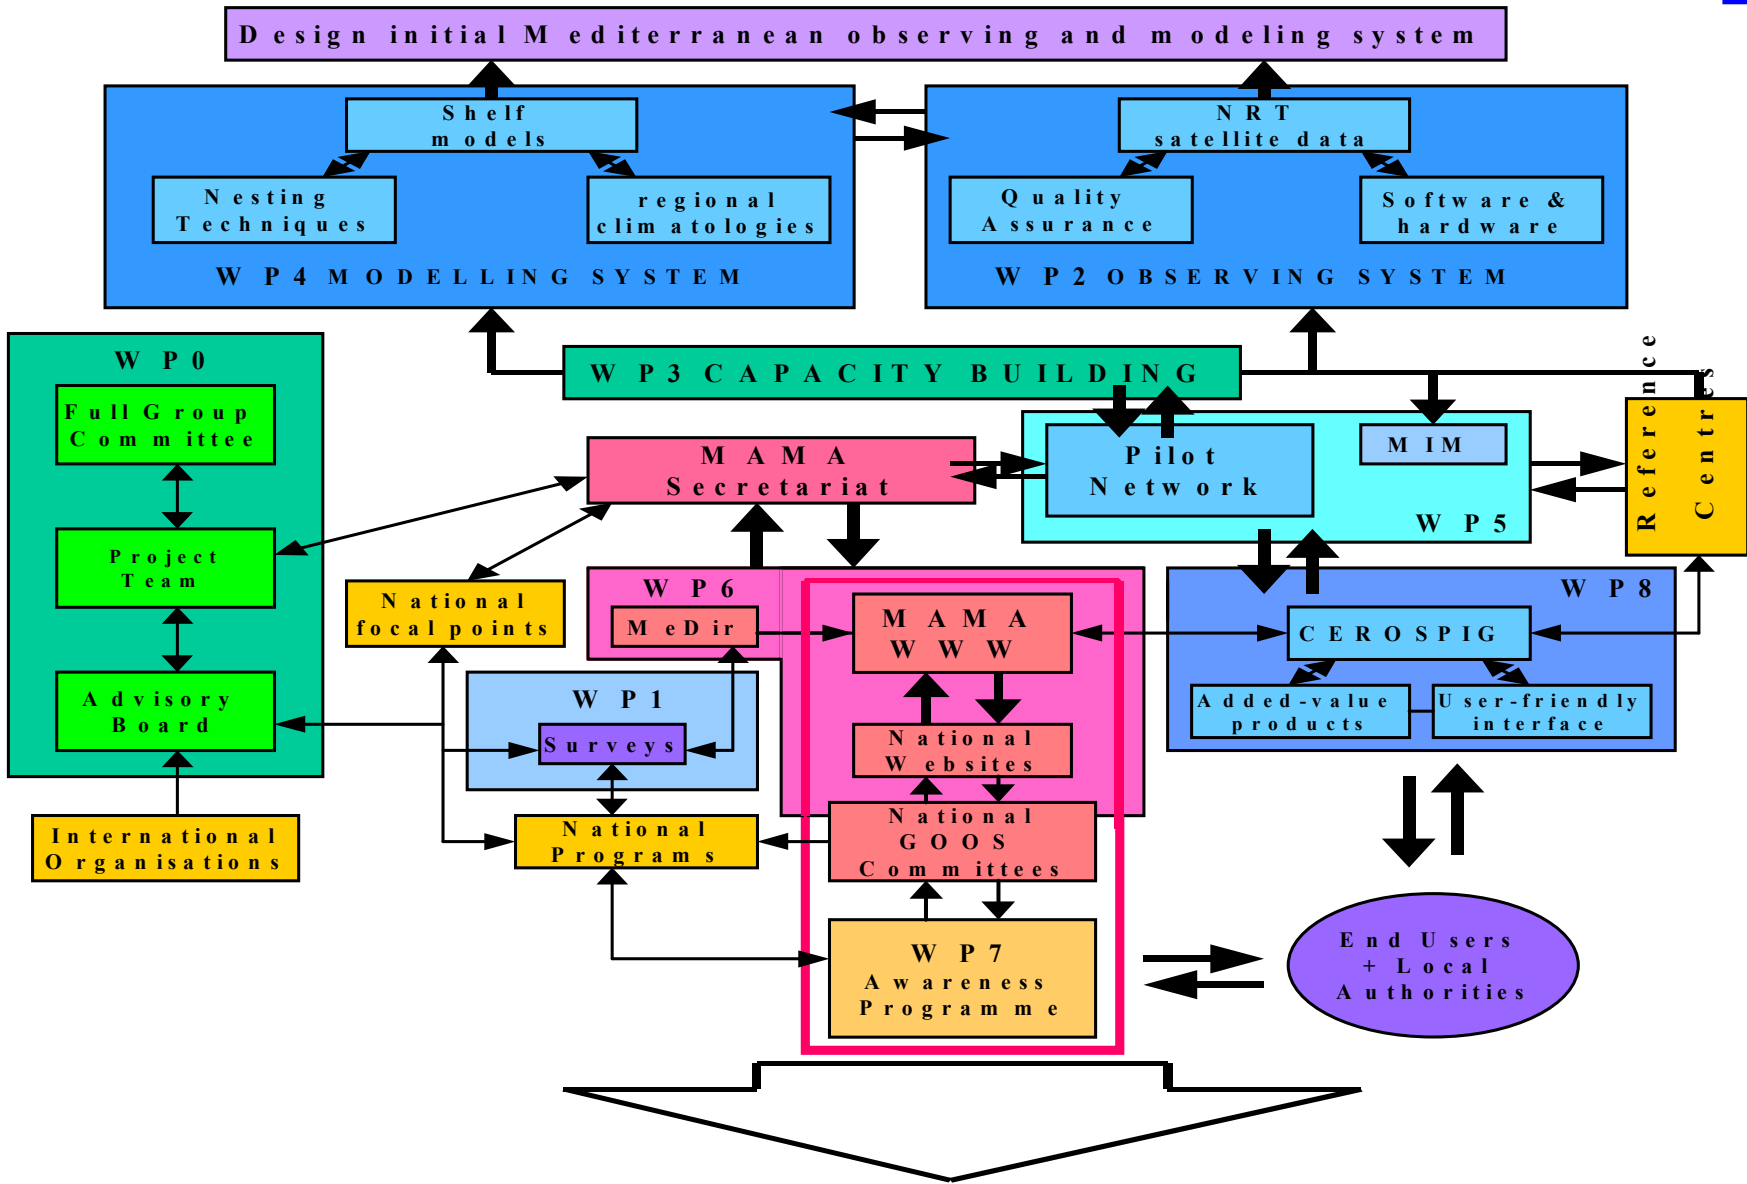 Design initial Mediterranean observing and modeling system
Shelf
models
Nesting
Techniques
regional
climatologies
WP4 MODELLING SYSTEM
NRT
satellite data
Quality
Assurance
Software &
hardware
WP2 OBSERVING SYSTEM
WP0
Full Group
Committee
Project
Team
Advisory
Board
International
Organisations
WP3 CAPACITY BUILDING
MAMA
Secretariat
Pilot
Network
MIM
WP5
Reference
Centres
National
focal points
WP6
MeDir
MAMA
WWW
WP1
Surveys
National
Websites
National
Programs
National
GOOS
Committees
WP7
Awareness
Programme
WP8
CEROSPIG
Added-value
products
User-friendly
interface
End Users
+ Local
Authorities